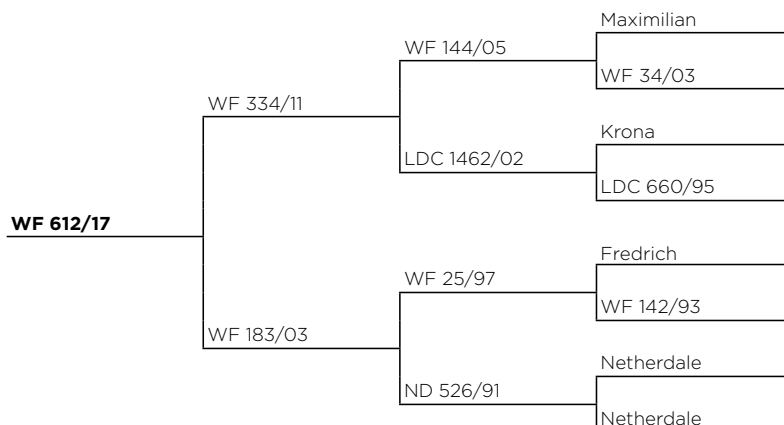 Maximilian
WF 144/05
WF 34/03
WF 334/11
Krona
LDC 1462/02
LDC 660/95
WF 612/17
Fredrich
WF 25/97
WF 142/93
WF 183/03
Netherdale
ND 526/91
Netherdale